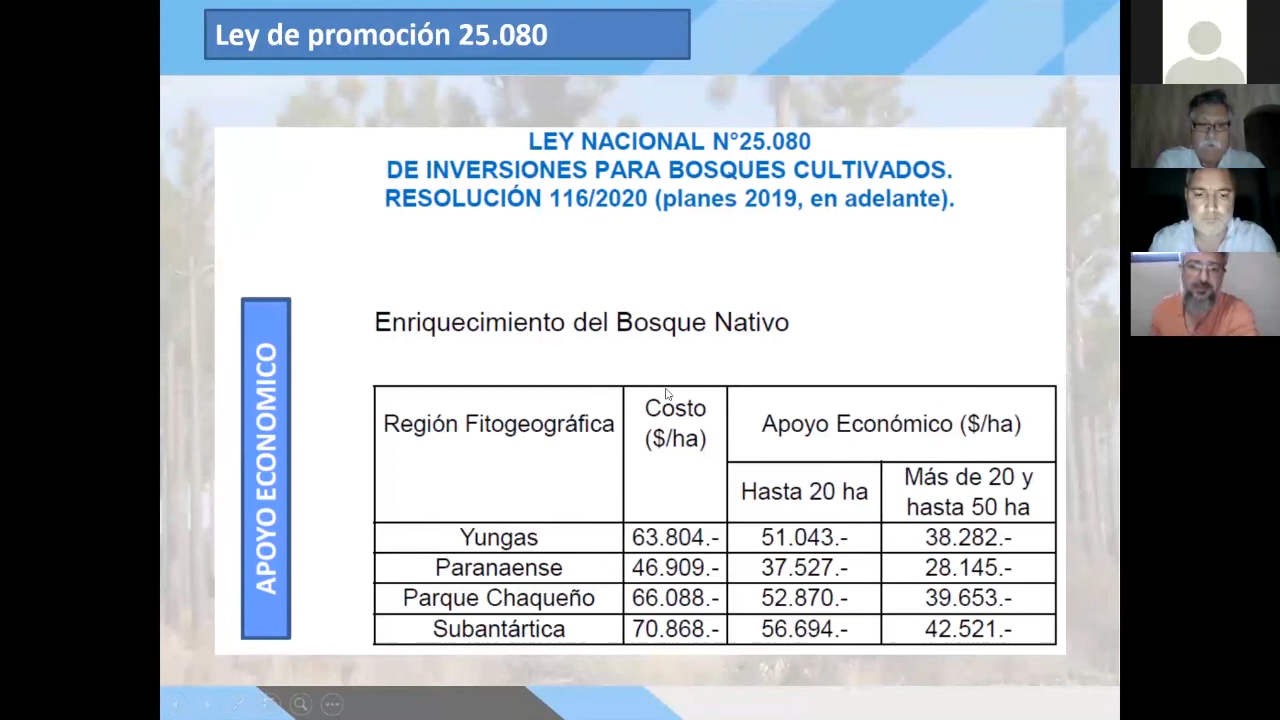 Ley de promoción 25.080
LEY NACIONAL N°25.080
DE INVERSIONES PARA BOSQUES CULTIVADOS.
RESOLUCIÓN 116/2020 (planes 2019, en adelante).
APOYO ECONOMICO
Enriquecimiento del Bosque Nativo
Región Fitogeográfica
Costo
($/ha)
Apoyo Económico ($/ha)
Hasta 20 ha
Más de 20 y
hasta 50 ha
Yungas 63.804.- 51.043.- 38.282.-
Paranaense 46.909.- 37.527.- 28.145.-
Parque Chaqueño 66.088.- 52.870.- 39.653.-
Subantártica 70.868.- 56.694.- 42.521.-